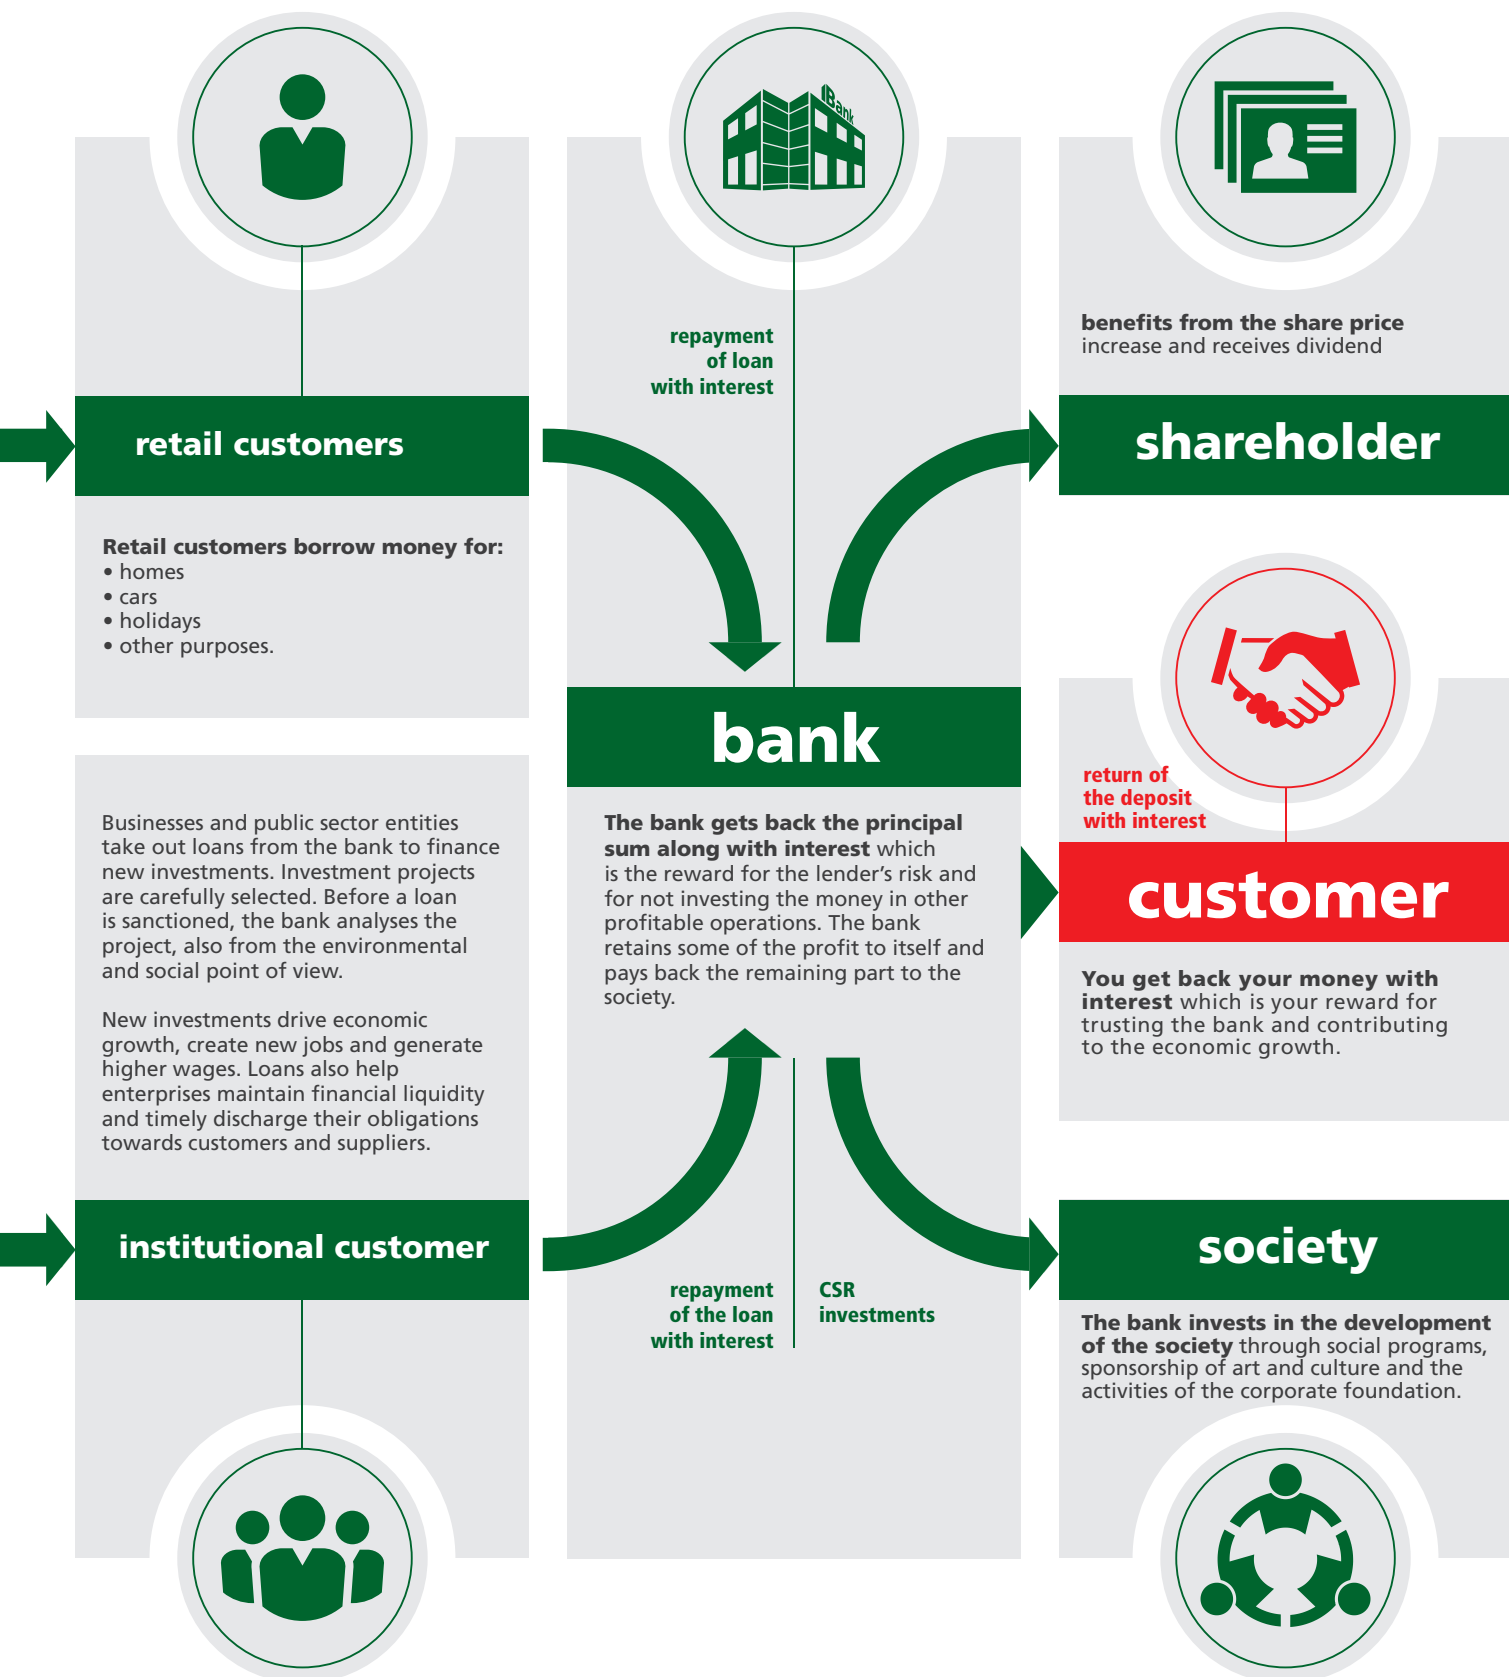 retail customers
Retail customers borrow money for:
• homes
• cars
• holidays
• other purposes.
Businesses and public sector entities
take out loans from the bank to finance
new investments. Investment projects
are carefully selected. Before a loan
is sanctioned, the bank analyses the
project, also from the environmental
and social point of view.
New investments drive economic
growth, create new jobs and generate
higher wages. Loans also help
enterprises maintain financial liquidity
and timely discharge their obligations
towards customers and suppliers.
institutional customer
Bank
repayment
of loan
with interest
bank
The bank gets back the principal
sum along with interest which
is the reward for the lender’s risk and
for not investing the money in other
profitable operations. The bank
retains some of the profit to itself and
pays back the remaining part to the
society.
repayment
of the loan
with interest
CSR
investments
benefits from the share price
increase and receives dividend
shareholder
return of
the deposit
with interest
customer
You get back your money with
interest which is your reward for
trusting the bank and contributing
to the economic growth.
society
The bank invests in the development
of the society through social programs,
sponsorship of art and culture and the
activities of the corporate foundation.